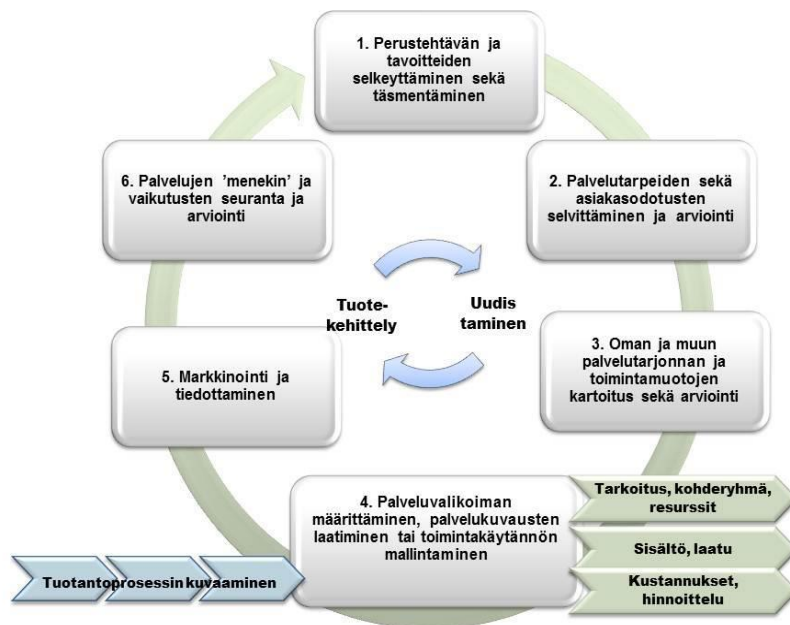 1. Perustehtävän ja
tavoitteiden
selkeyttäminen sekä
täsmentäminen
2. Palvelutarpeiden sekä
asiakasodotusten
selvittäminen ja arviointi
3. Oman ja muun
palvelutarjonnan ja
toimintamuotojen
kartoitus sekä arviointi
4. Palveluvalikoiman
määrittäminen, palvelukuvausten
laatiminen tai toimintakäytännön
mallintaminen
Tarkoitus, kohderyhmä,
resurssit
Sisältö, laatu
Kustannukset,
hinnoittelu
Tuotantoprosessin kuvaaminen
5. Markkinointi ja
tiedottaminen
6. Palvelujen ’menekin’ ja
vaikutusten seuranta ja
arviointi
Tuote-
kehittely
Uudis
taminen